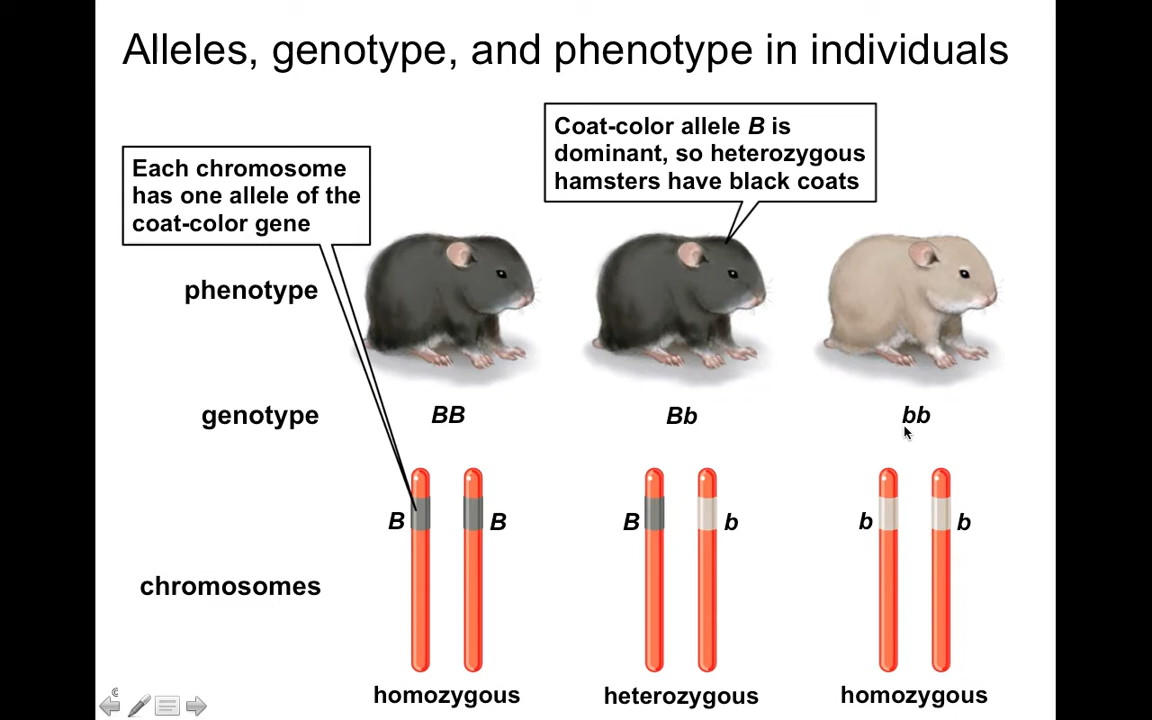 Alleles, genotype, and phenotype in individuals
Coat-color allele B is
dominant, so heterozygous
hamsters have black coats
Each chromosome
has one allele of the
coat-color gene
phenotype
genotype
BB
Bb
bb
B
B
B
b
b
b
chromosomes
homozygous
heterozygous
homozygous
©